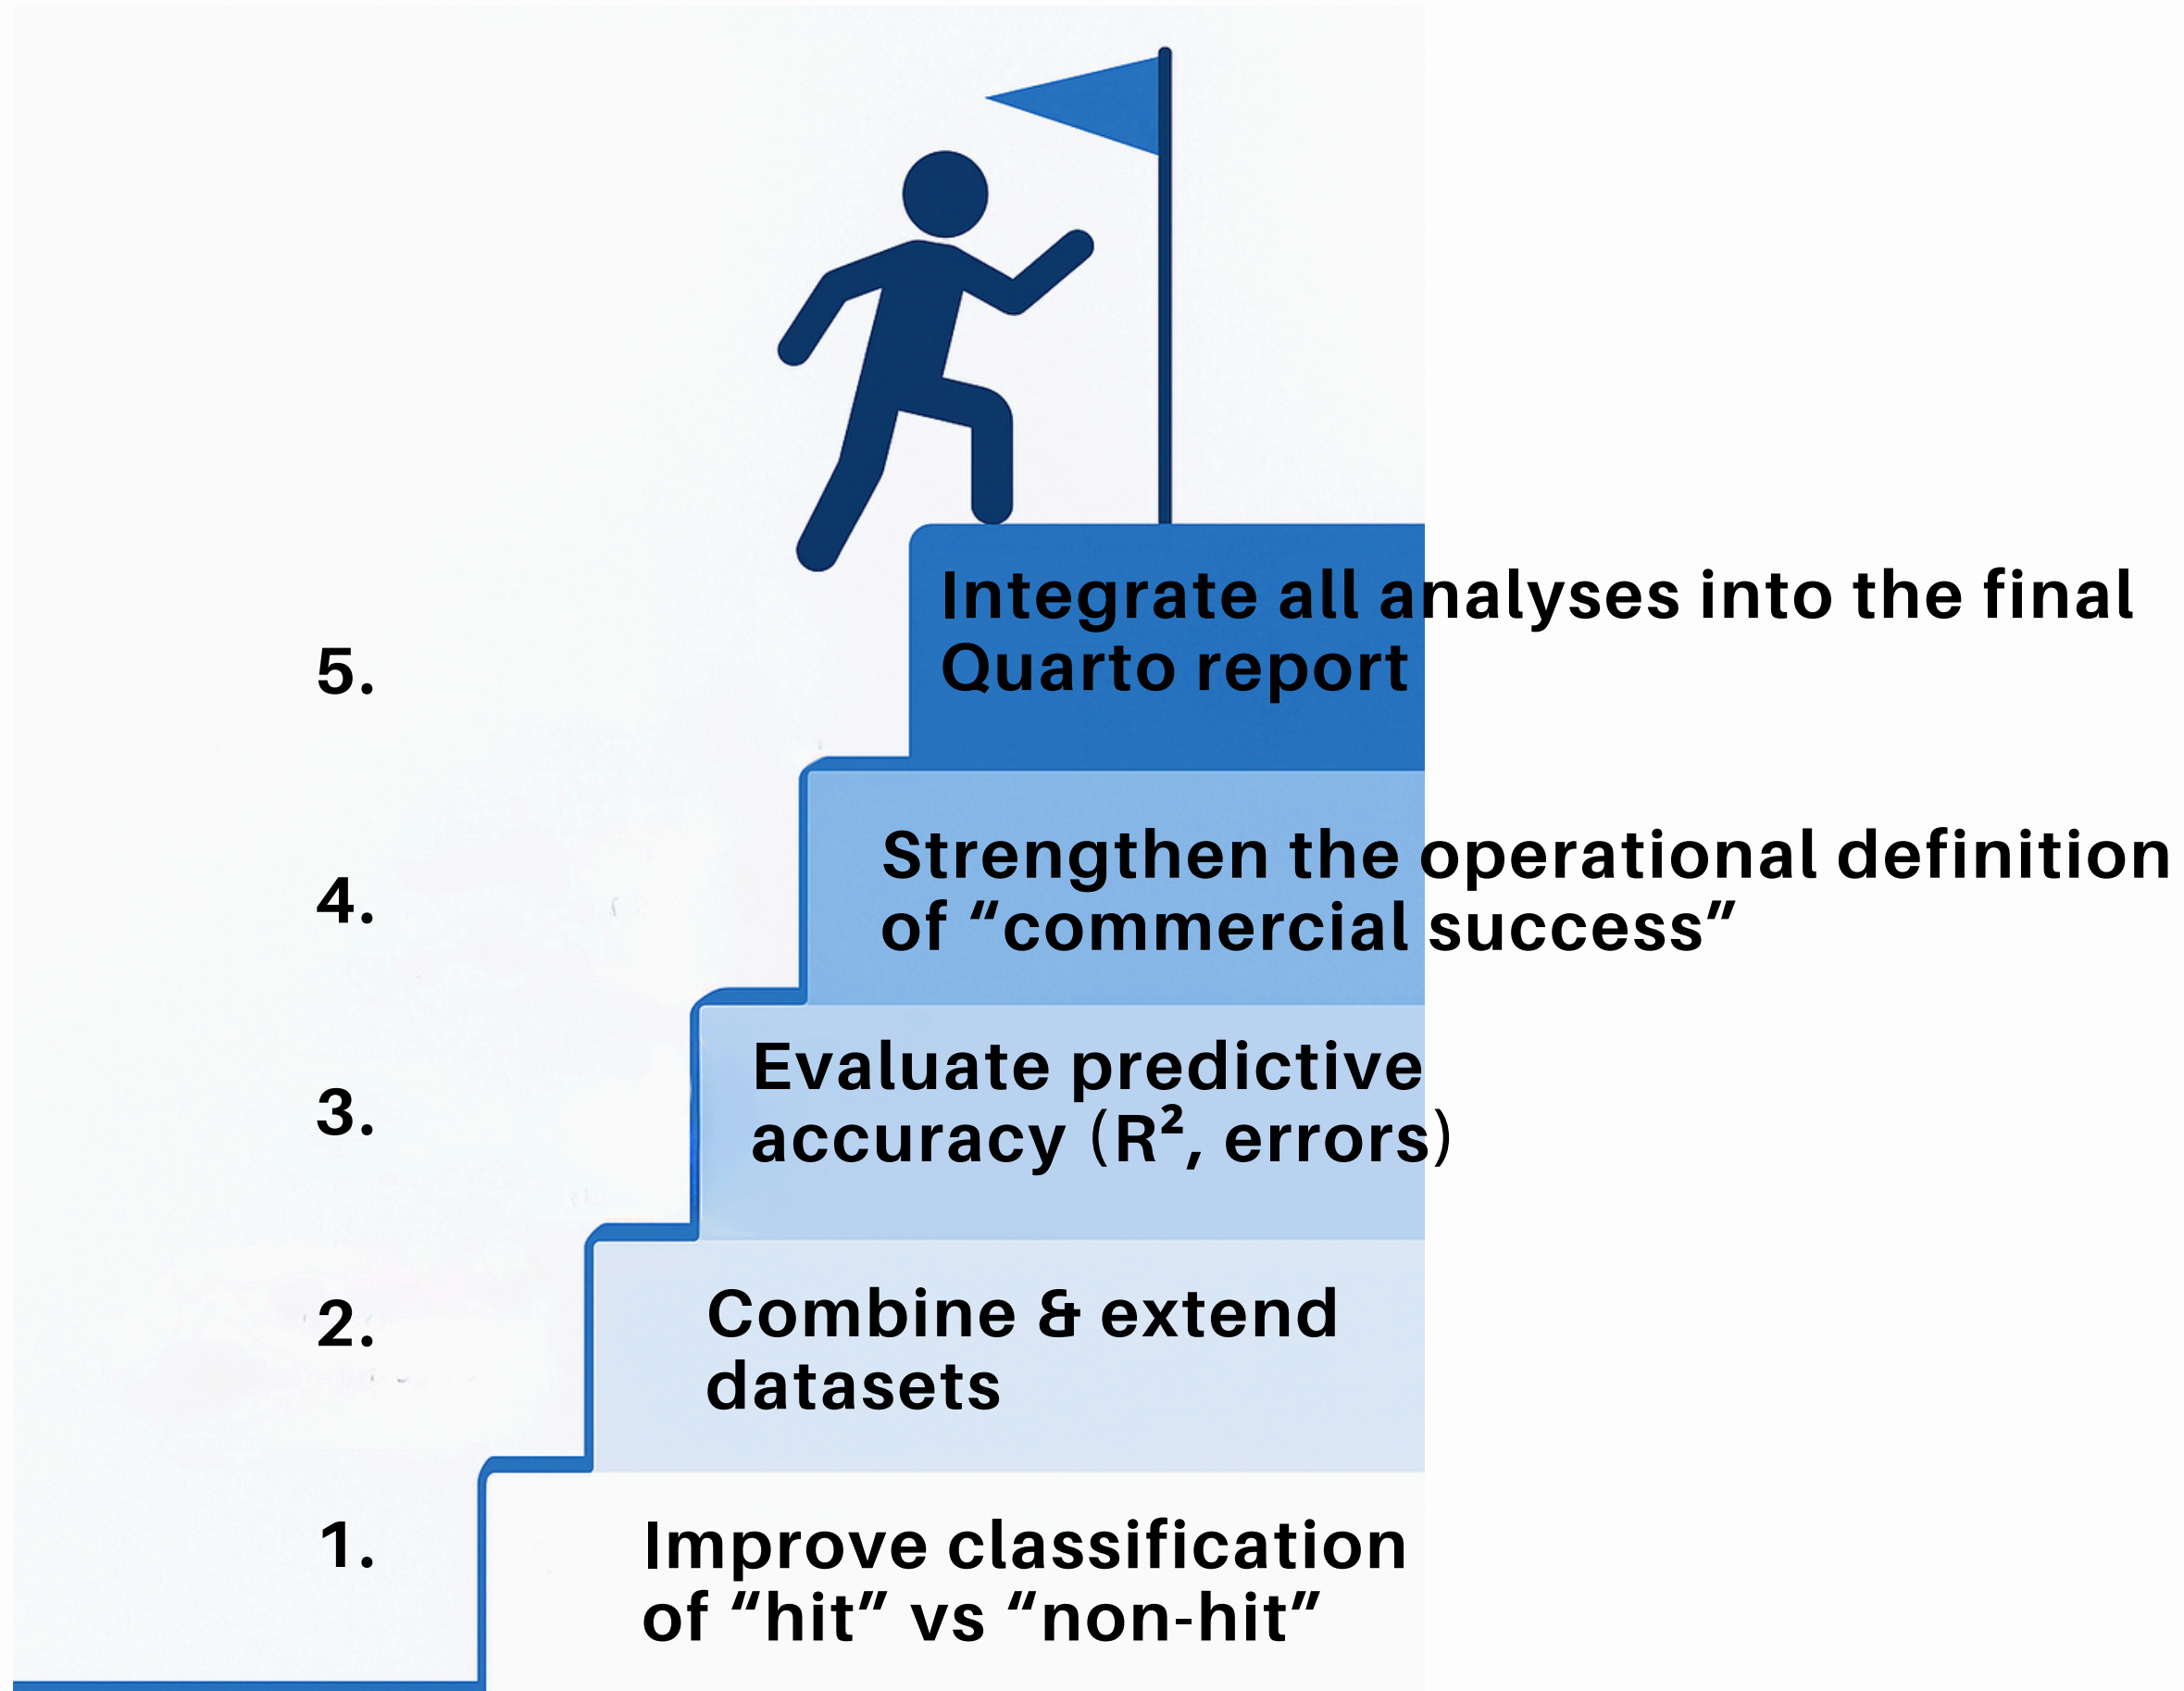 5.
Integrate all analyses into the final
Quarto report
4.
Strengthen the operational definition
of “commercial success”
3.
Evaluate predictive
accuracy (R², errors)
2.
Combine & extend
datasets
1.
Improve classification
of “hit” vs “non-hit”